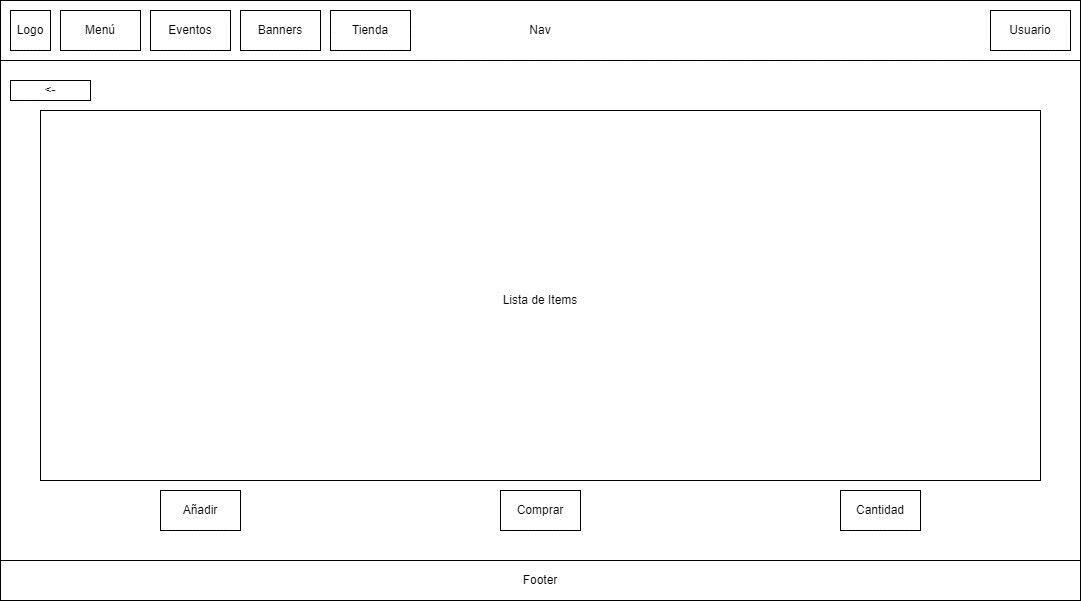 Logo
Menú
Eventos
Banners
Tienda
Nav
Usuario
<-
Lista de Items
Añadir
Comprar
Cantidad
Footer